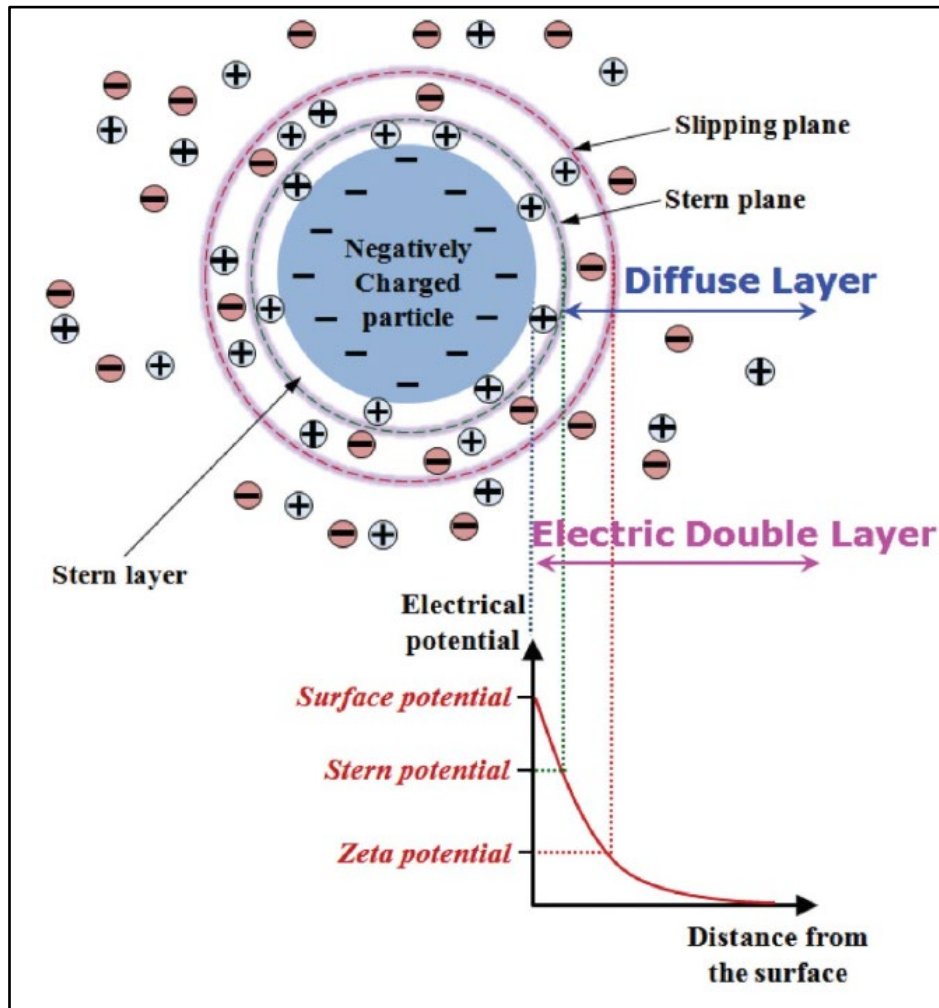 Slipping plane
Stern plane
Negatively
Charged
particle
Diffuse Layer
Electric Double Layer
Stern layer
Electrical
potential
Surface potential
Stern potential
Zeta potential
Distance from
the surface